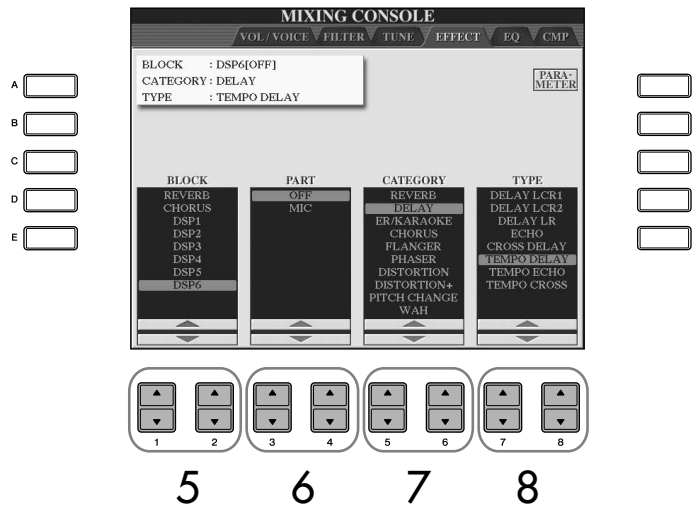 MIXING CONSOLE
VOL / VOICE FILTER TUNE EFFECT EQ CMP
BLOCK : DSP6[OFF]
CATEGORY : DELAY
TYPE : TEMPO DELAY
PARA-
METER
A
B
C
D
E
BLOCK
REVERB
CHORUS
DSP1
DSP2
DSP3
DSP4
DSP5
DSP6
PART
OFF
MIC
CATEGORY
REVERB
DELAY
ER/KARAOKE
CHORUS
FLANGER
PHASER
DISTORTION
DISTORTION+
PITCH CHANGE
WAH
TYPE
DELAY LCR1
DELAY LCR2
DELAY LR
ECHO
CROSS DELAY
TEMPO DELAY
TEMPO ECHO
TEMPO CROSS
1 2 3 4 5 6 7 8
5 6 7 8